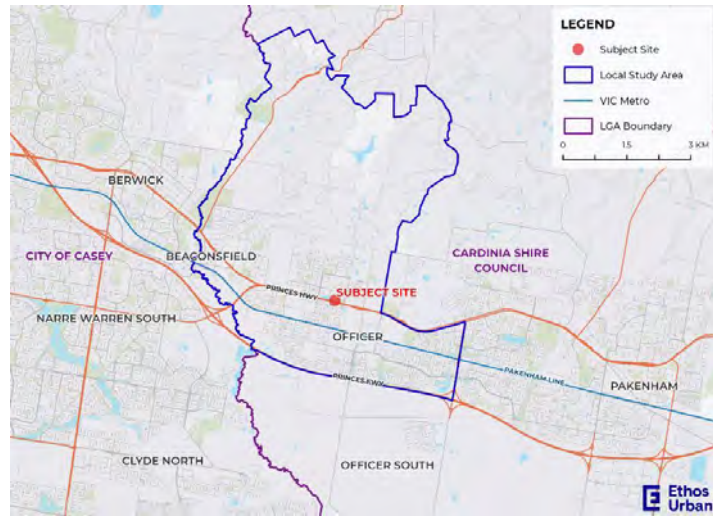 LEGEND
Subject Site
Local Study Area
VIC Metro
LGA Boundary
0 1.5 3 KM
BERWICK
BEACONSFIELD
CITY OF CASEY
CARDINIA SHIRE
COUNCIL
PRINCES HWY
SUBJECT SITE
NARRE WARREN SOUTH
OFFICER
PAKENHAM LINE
PRINCES FWY
PAKENHAM
CLYDE NORTH
OFFICER SOUTH
Ethos
Urban